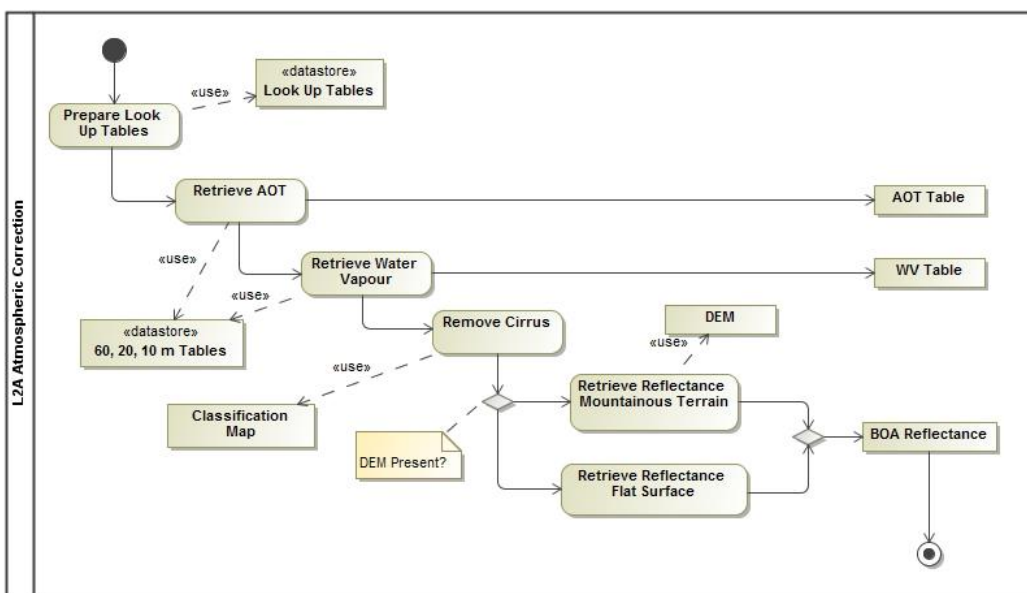 L2A Atmospheric Correction
«datastore»
Look Up Tables
«use»
Prepare Look
Up Tables
Retrieve AOT
AOT Table
«use»
Retrieve Water
Vapour
WV Table
«use»
«datastore»
60, 20, 10 m Tables
Remove Cirrus
DEM
«use»
«use»
Retrieve Reflectance
Mountainous Terrain
Classification
Map
DEM Present?
BOA Reflectance
Retrieve Reflectance
Flat Surface